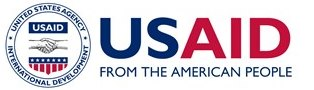 UNITED STATES AGENCY
USAID
INTERNATIONAL DEVELOPMENT
USAID
FROM THE AMERICAN PEOPLE